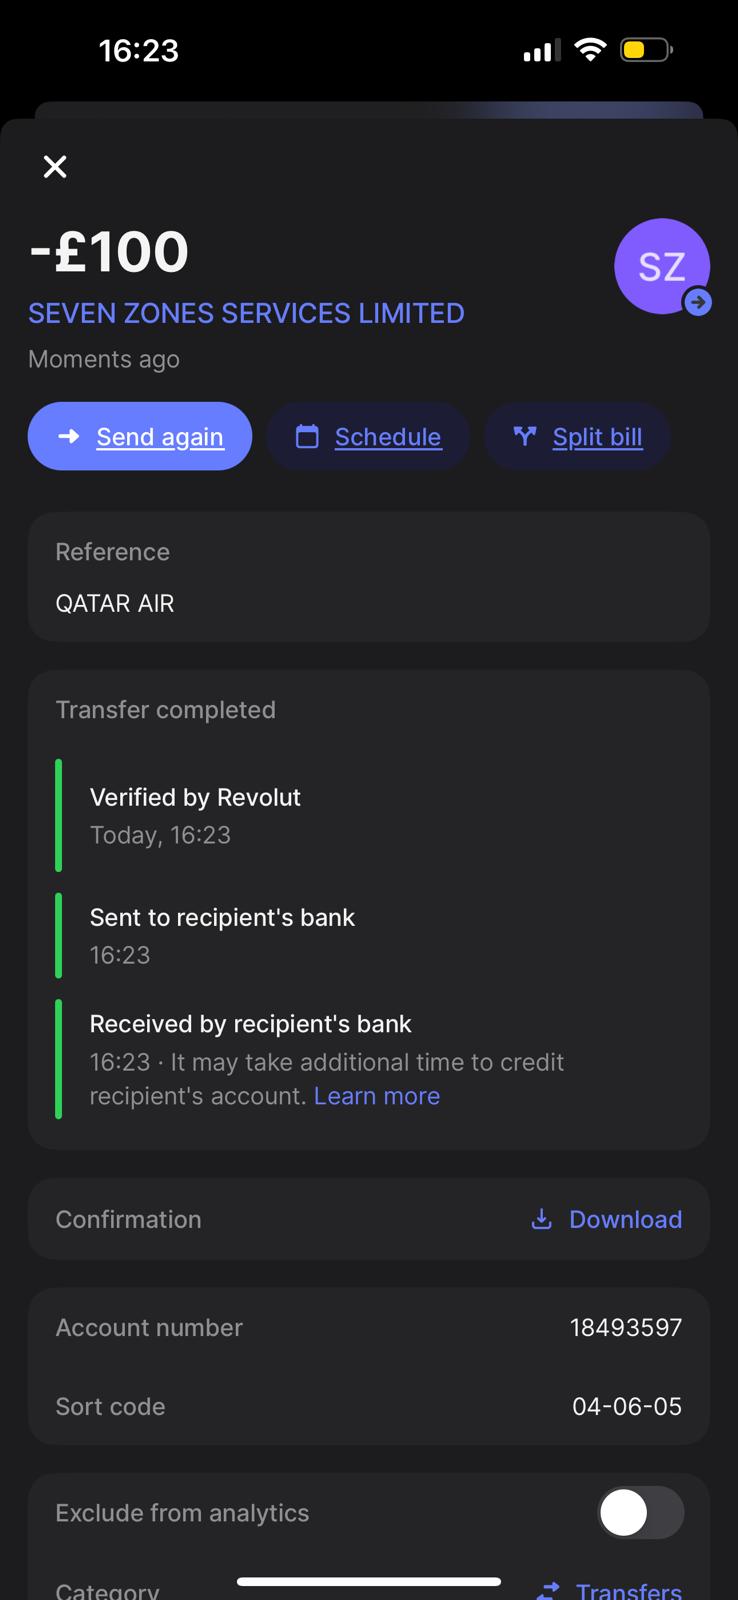 16:23
-£100
SZ
SEVEN ZONES SERVICES LIMITED
Moments ago
Send again
Schedule
Split bill
Reference
QATAR AIR
Transfer completed
Verified by Revolut
Today, 16:23
Sent to recipient's bank
16:23
Received by recipient's bank
16:23 · It may take additional time to credit
recipient's account. Learn more
Confirmation
Download
Account number
18493597
Sort code
04-06-05
Exclude from analytics
Category
Transfers